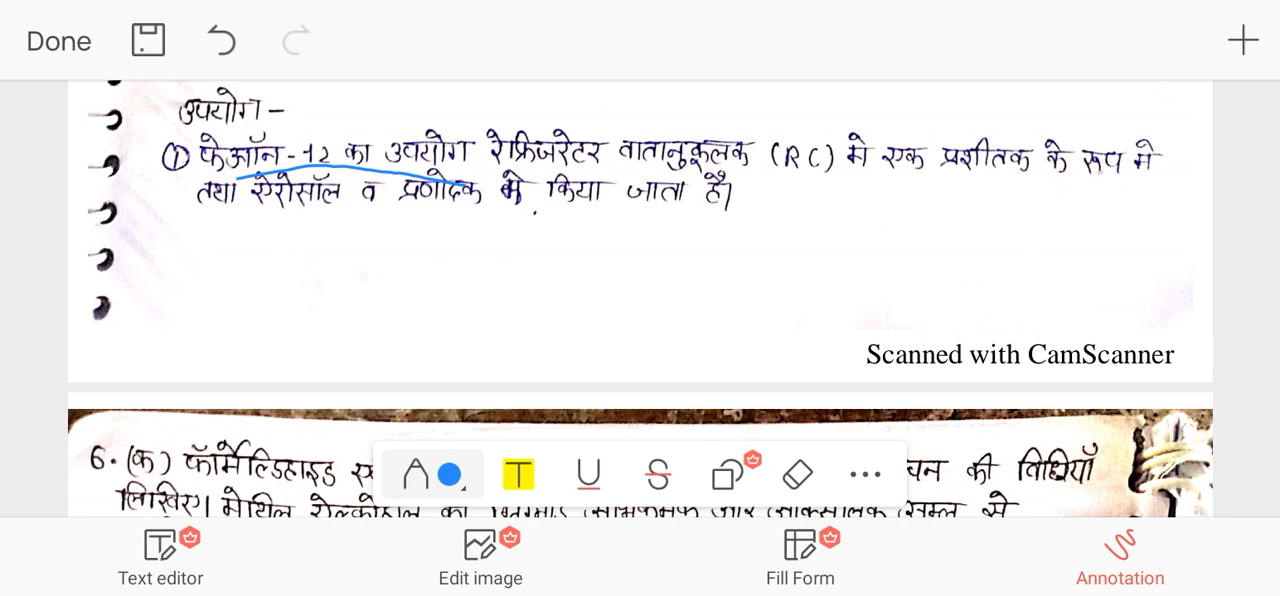 Done
उपयोग -
① फ्रेऑन-12 का उपयोग रेफ्रिजरेटर वातानुकूलक (RC) मे एक प्रशीतक के रूप मे
तथा ऐरोसॉल व प्रणोदक मे किया जाता है।
Scanned with CamScanner
6. (क) फॉर्मेल्डिहाइड की विधियाँ
लिखिए। मेथिल ऐल्कोहाल का
T U S
Text editor Edit image Fill Form Annotation